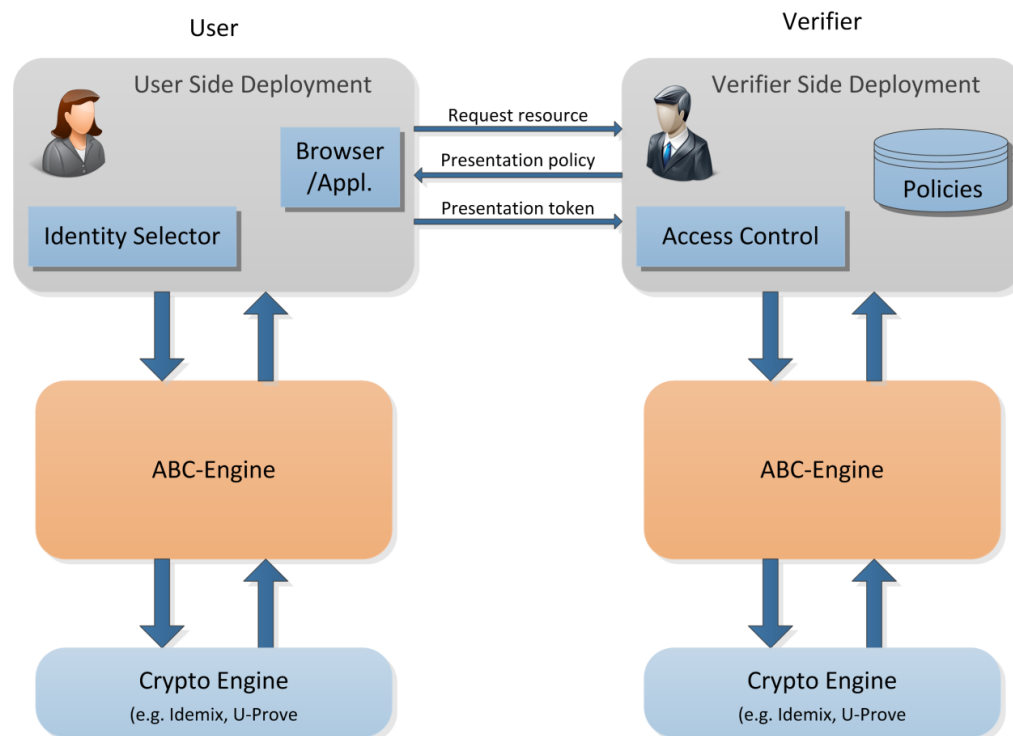 User
Verifier
User Side Deployment
Verifier Side Deployment
Request resource
Browser
/Appl.
Presentation policy
Policies
Presentation token
Identity Selector
Access Control
ABC-Engine
ABC-Engine
Crypto Engine
(e.g. Idemix, U-Prove
Crypto Engine
(e.g. Idemix, U-Prove